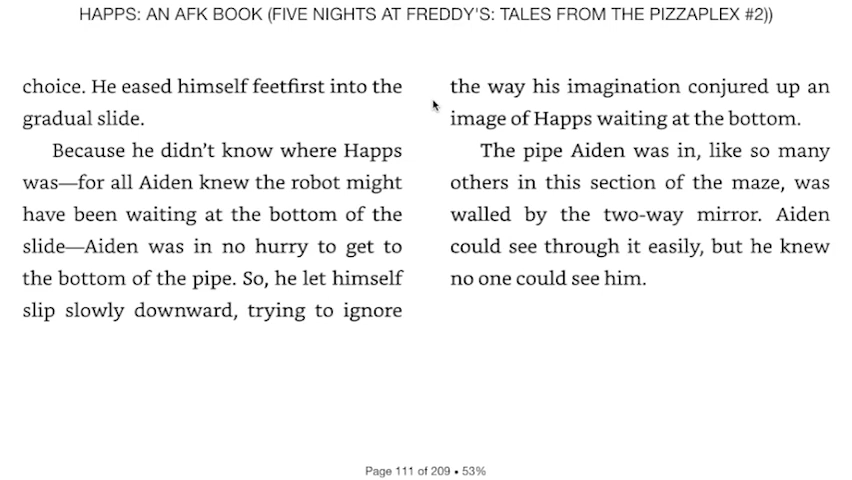 HAPPS: AN AFK BOOK (FIVE NIGHTS AT FREDDY'S: TALES FROM THE PIZZAPLEX #2))
choice. He eased himself feetfirst into the
gradual slide.
Because he didn’t know where Happs
was—for all Aiden knew the robot might
have been waiting at the bottom of the
slide—Aiden was in no hurry to get to
the bottom of the pipe. So, he let himself
slip slowly downward, trying to ignore
the way his imagination conjured up an
image of Happs waiting at the bottom.
The pipe Aiden was in, like so many
others in this section of the maze, was
walled by the two-way mirror. Aiden
could see through it easily, but he knew
no one could see him.
Page 111 of 209 • 53%